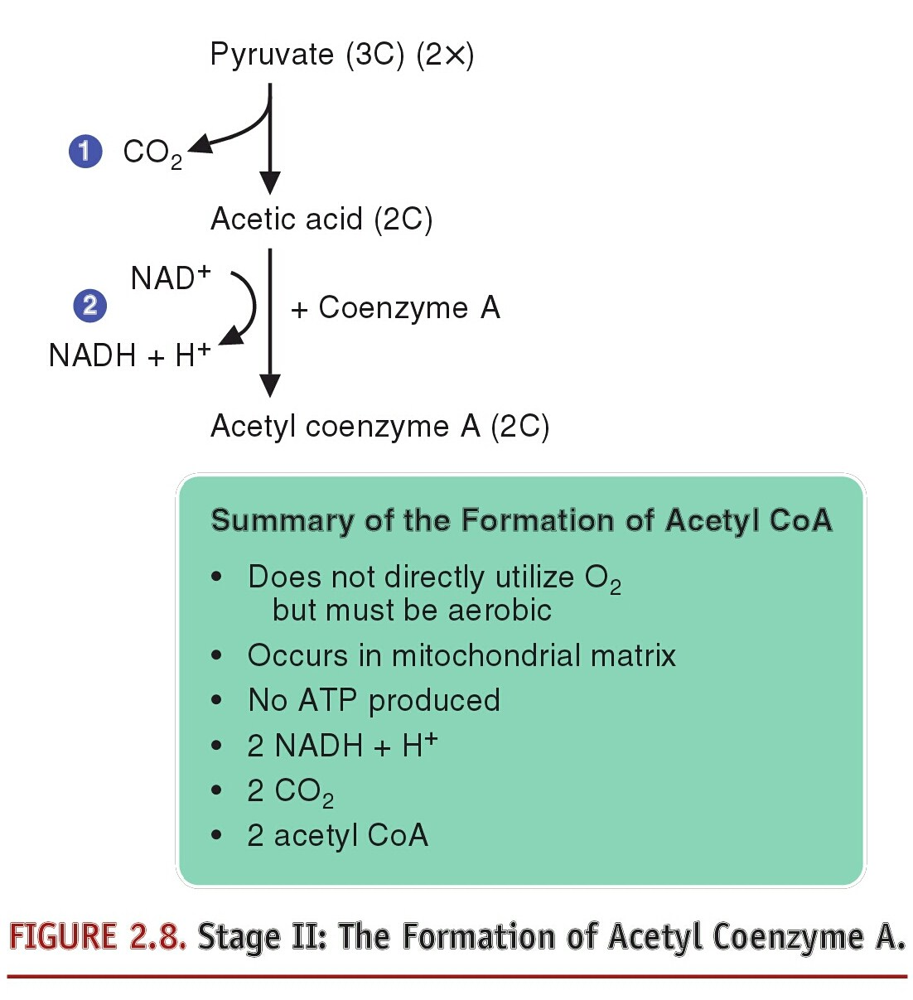 Pyruvate (3C) (2×)
1 CO₂
Acetic acid (2C)
NAD⁺
2 + Coenzyme A
NADH + H⁺
Acetyl coenzyme A (2C)
Summary of the Formation of Acetyl CoA
• Does not directly utilize O₂
but must be aerobic
• Occurs in mitochondrial matrix
• No ATP produced
• 2 NADH + H⁺
• 2 CO₂
• 2 acetyl CoA
FIGURE 2.8. Stage II: The Formation of Acetyl Coenzyme A.